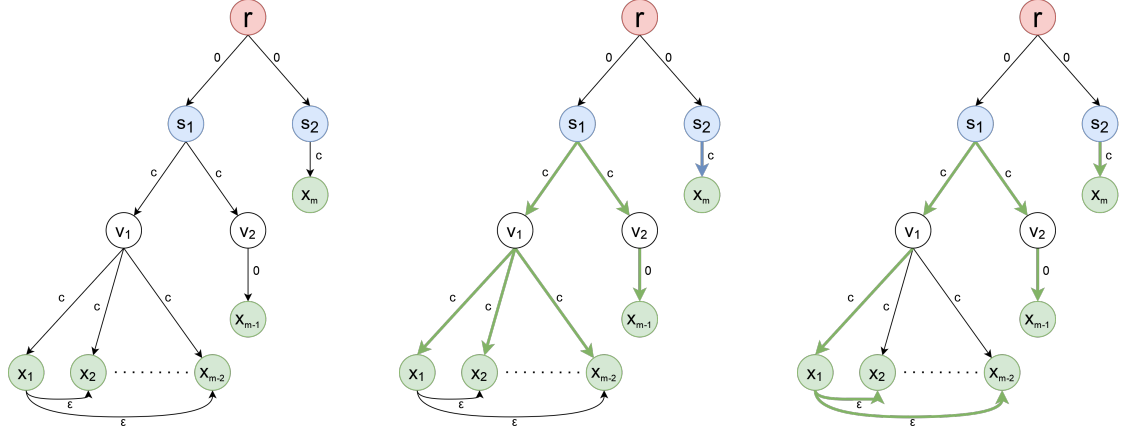 r r r
0 0 0 0 0 0
s1 s2 s1 s2 s1 s2
c c c c c c c c c
xm xm xm
v1 v2 v1 v2 v1 v2
c c c 0 c c c 0 c c c 0
xm-1 xm-1 xm-1
x1 x2 ········· xm-2 x1 x2 ········· xm-2 x1 x2 ········· xm-2
ε ε ε
ε ε ε